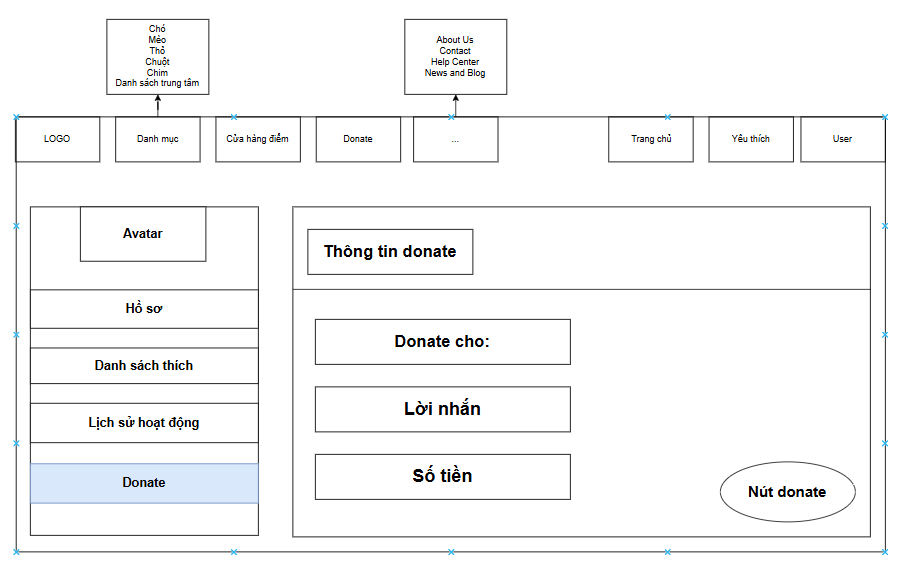 Chó
Mèo
Thỏ
Chuột
Chim
Danh sách trung tâm
About Us
Contact
Help Center
News and Blog
LOGO
Danh mục
Cửa hàng điểm
Donate
...
Trang chủ
Yêu thích
User
Avatar
Hồ sơ
Danh sách thích
Lịch sử hoạt động
Donate
Thông tin donate
Donate cho:
Lời nhắn
Số tiền
Nút donate